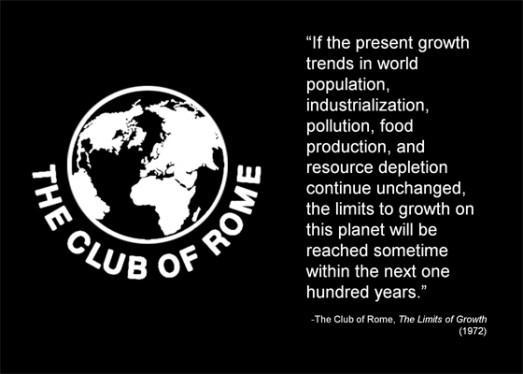 THE CLUB OF ROME
“If the present growth
trends in world
population,
industrialization,
pollution, food
production, and
resource depletion
continue unchanged,
the limits to growth on
this planet will be
reached sometime
within the next one
hundred years.”
-The Club of Rome, The Limits of Growth
(1972)